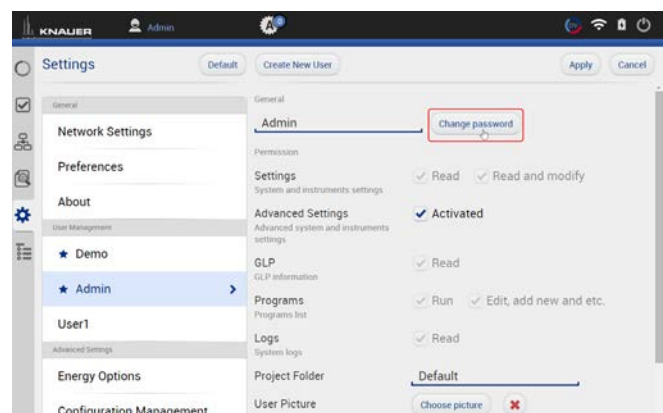 KNAUER Admin
Settings Default Create New User Apply Cancel
General
Network Settings
Preferences
About
User Management
Demo
Admin
User1
Advanced Settings
Energy Options
Configuration Management
General
Admin Change password
Permission
Settings Read Read and modify
System and instruments settings
Advanced Settings Activated
Advanced system and instruments
settings
GLP Read
GLP information
Programs Run Edit, add new and etc.
Programs list
Logs Read
System logs
Project Folder Default
User Picture Choose picture